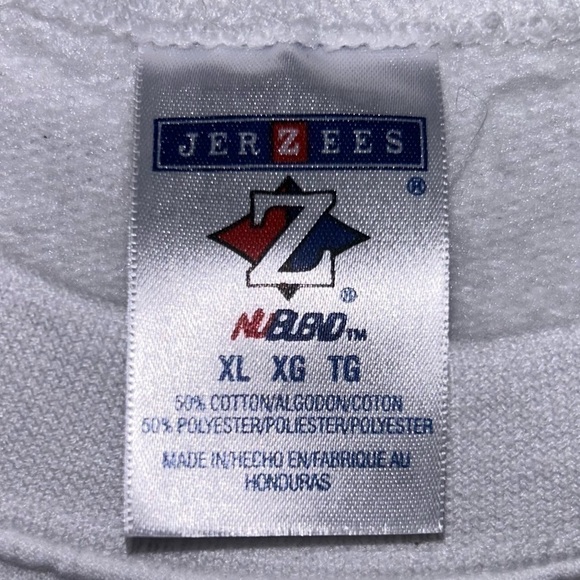 JERZEES
®
Z
®
NUBLEND™
XL XG TG
50% COTTON/ALGODON/COTON
50% POLYESTER/POLIESTER/POLYESTER
MADE IN/HECHO EN/FABRIQUE AU
HONDURAS